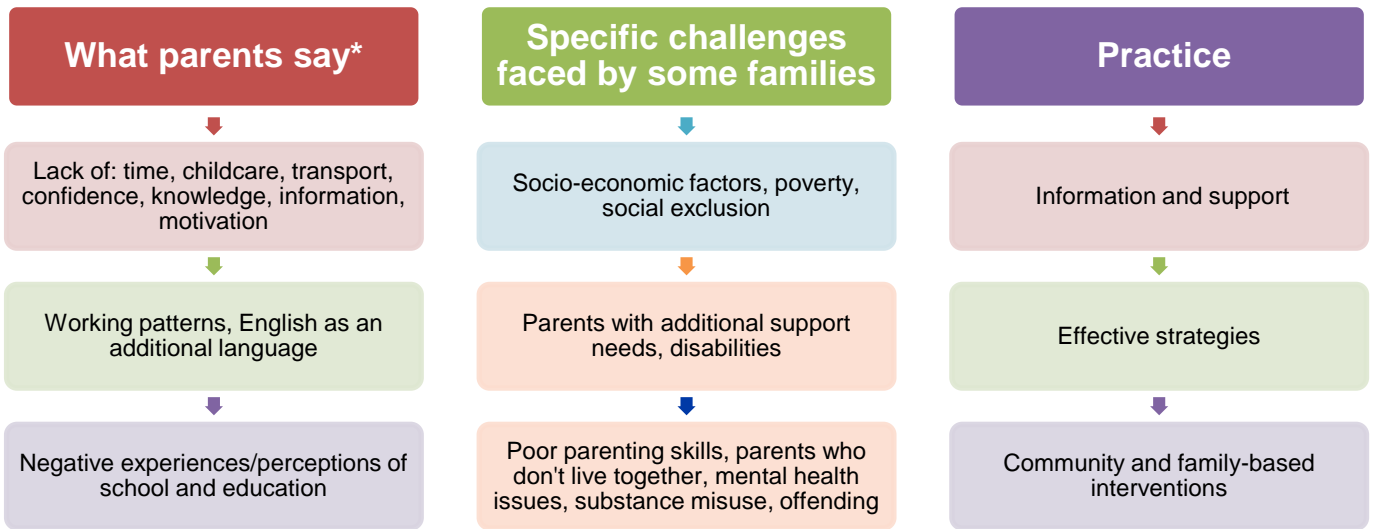 What parents say*
Lack of: time, childcare, transport,
confidence, knowledge, information,
motivation
Working patterns, English as an
additional language
Negative experiences/perceptions of
school and education
Specific challenges
faced by some families
Socio-economic factors, poverty,
social exclusion
Parents with additional support
needs, disabilities
Poor parenting skills, parents who
don't live together, mental health
issues, substance misuse, offending
Practice
Information and support
Effective strategies
Community and family-based
interventions